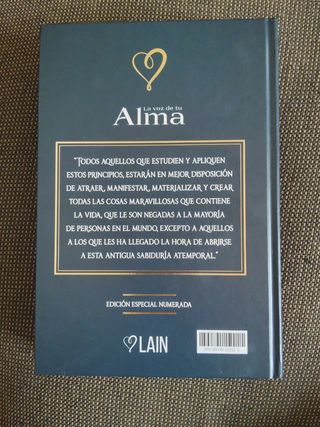 La voz de tu
Alma
"TODOS AQUELLOS QUE ESTUDIEN Y APLIQUEN
ESTOS PRINCIPIOS, ESTARÁN EN MEJOR DISPOSICIÓN
DE ATRAER, MANIFESTAR, MATERIALIZAR Y CREAR
TODAS LAS COSAS MARAVILLOSAS QUE CONTIENE
LA VIDA, QUE LE SON NEGADAS A LA MAYORÍA
DE PERSONAS EN EL MUNDO, EXCEPTO A AQUELLOS
A LOS QUE LES HA LLEGADO LA HORA DE ABRIRSE
A ESTA ANTIGUA SABIDURÍA ATEMPORAL."
EDICIÓN ESPECIAL NUMERADA
LAIN